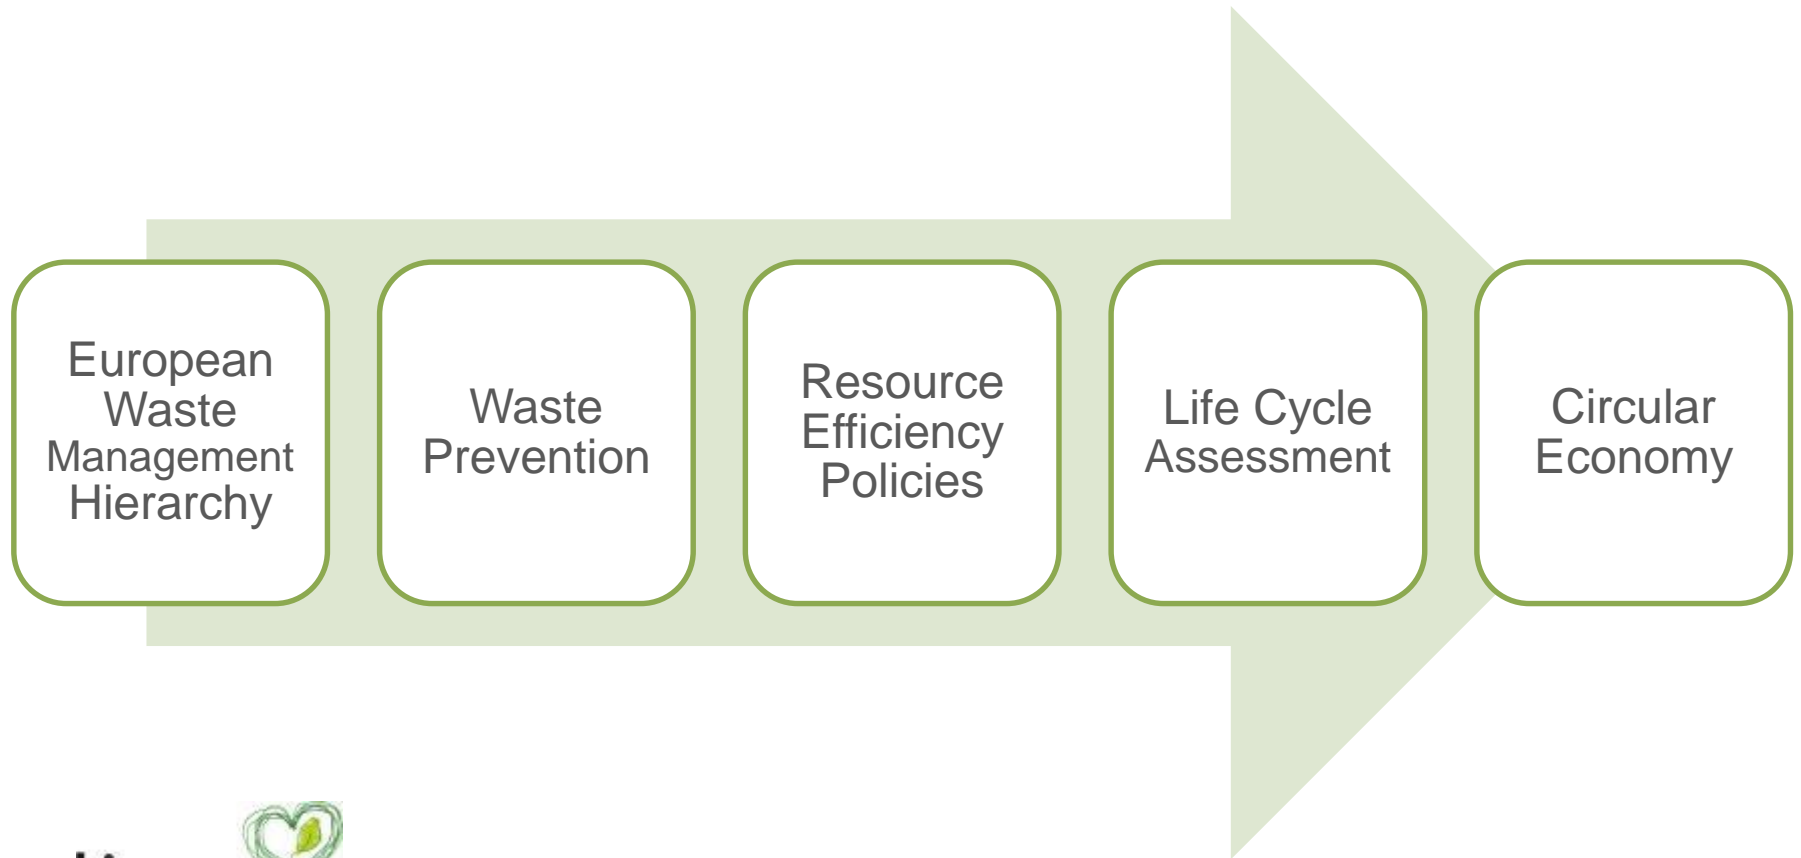 European
Waste
Management
Hierarchy
Waste
Prevention
Resource
Efficiency
Policies
Life Cycle
Assessment
Circular
Economy